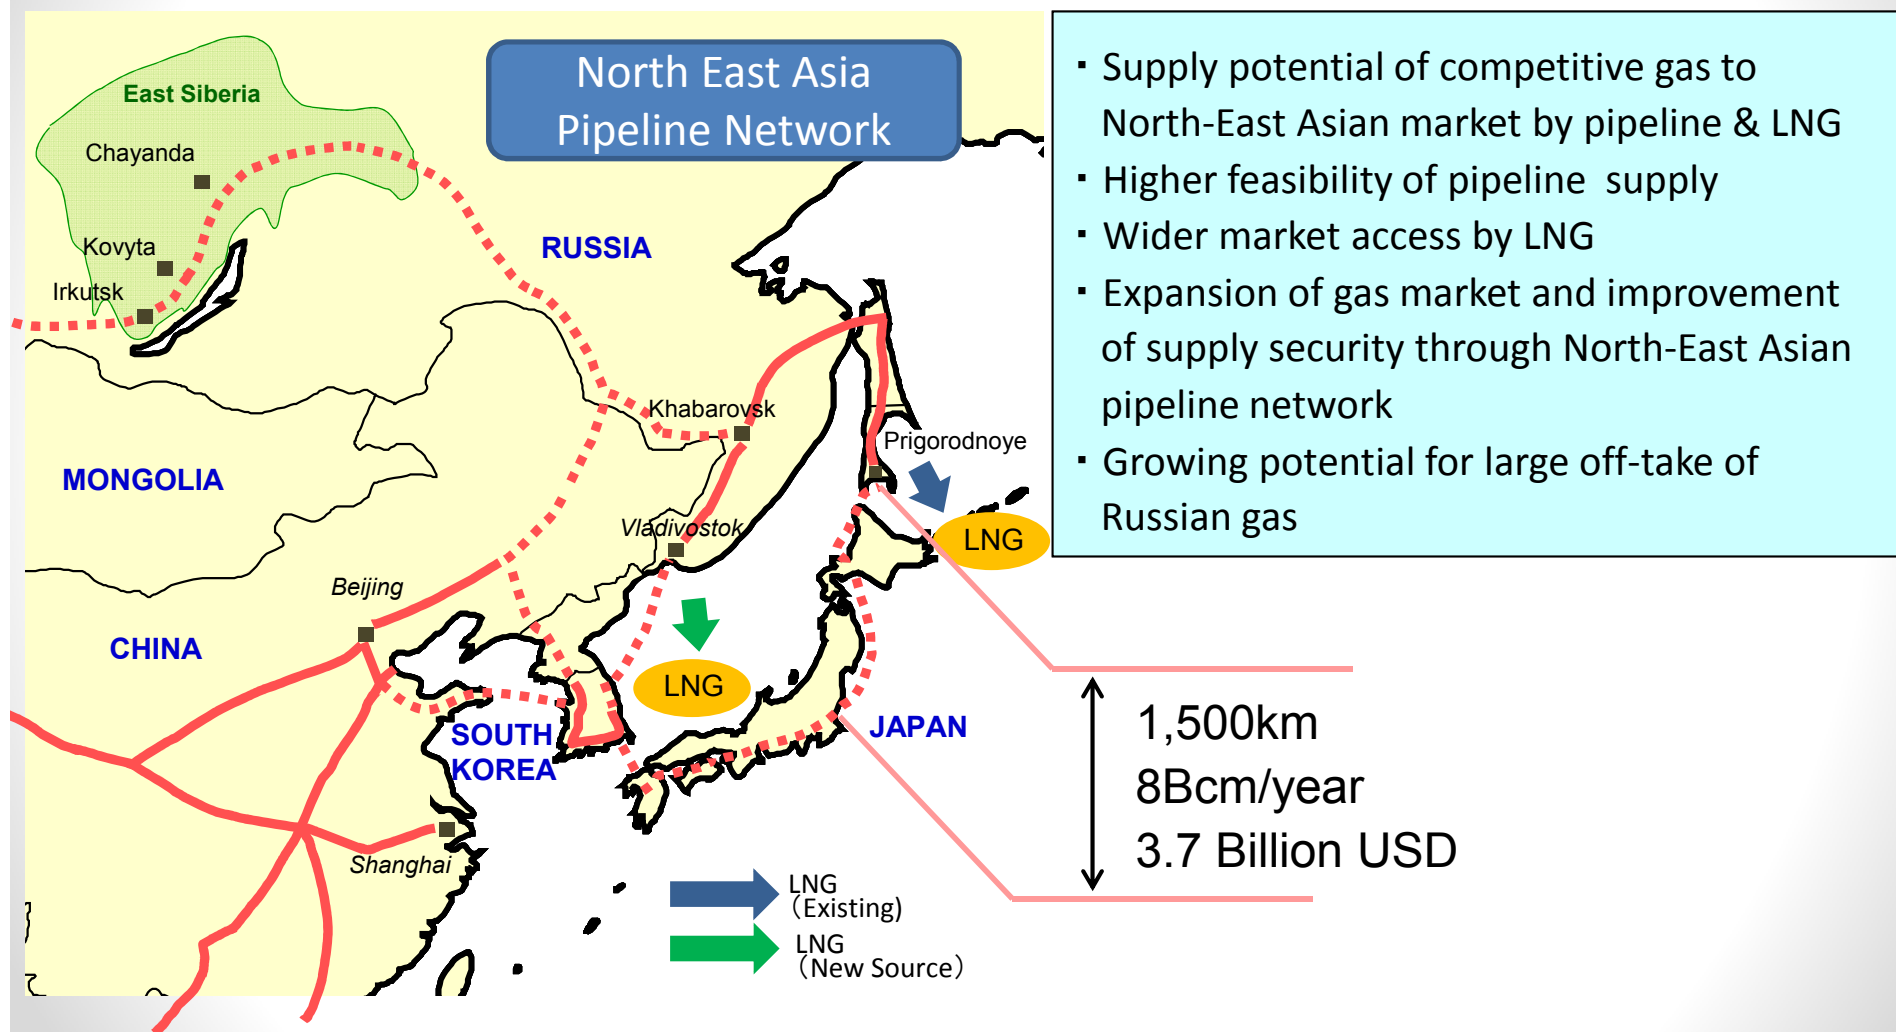 North East Asia
Pipeline Network
East Siberia
Chayanda
Kovyta
Irkutsk
RUSSIA
Khabarovsk
Prigorodnoye
MONGOLIA
Vladivostok
LNG
Beijing
CHINA
LNG
SOUTH
KOREA
JAPAN
Shanghai
LNG
（Existing)
LNG
（New Source）
・Supply potential of competitive gas to
North-East Asian market by pipeline & LNG
・Higher feasibility of pipeline supply
・Wider market access by LNG
・Expansion of gas market and improvement
of supply security through North-East Asian
pipeline network
・Growing potential for large off-take of
Russian gas
1,500km
8Bcm/year
3.7 Billion USD